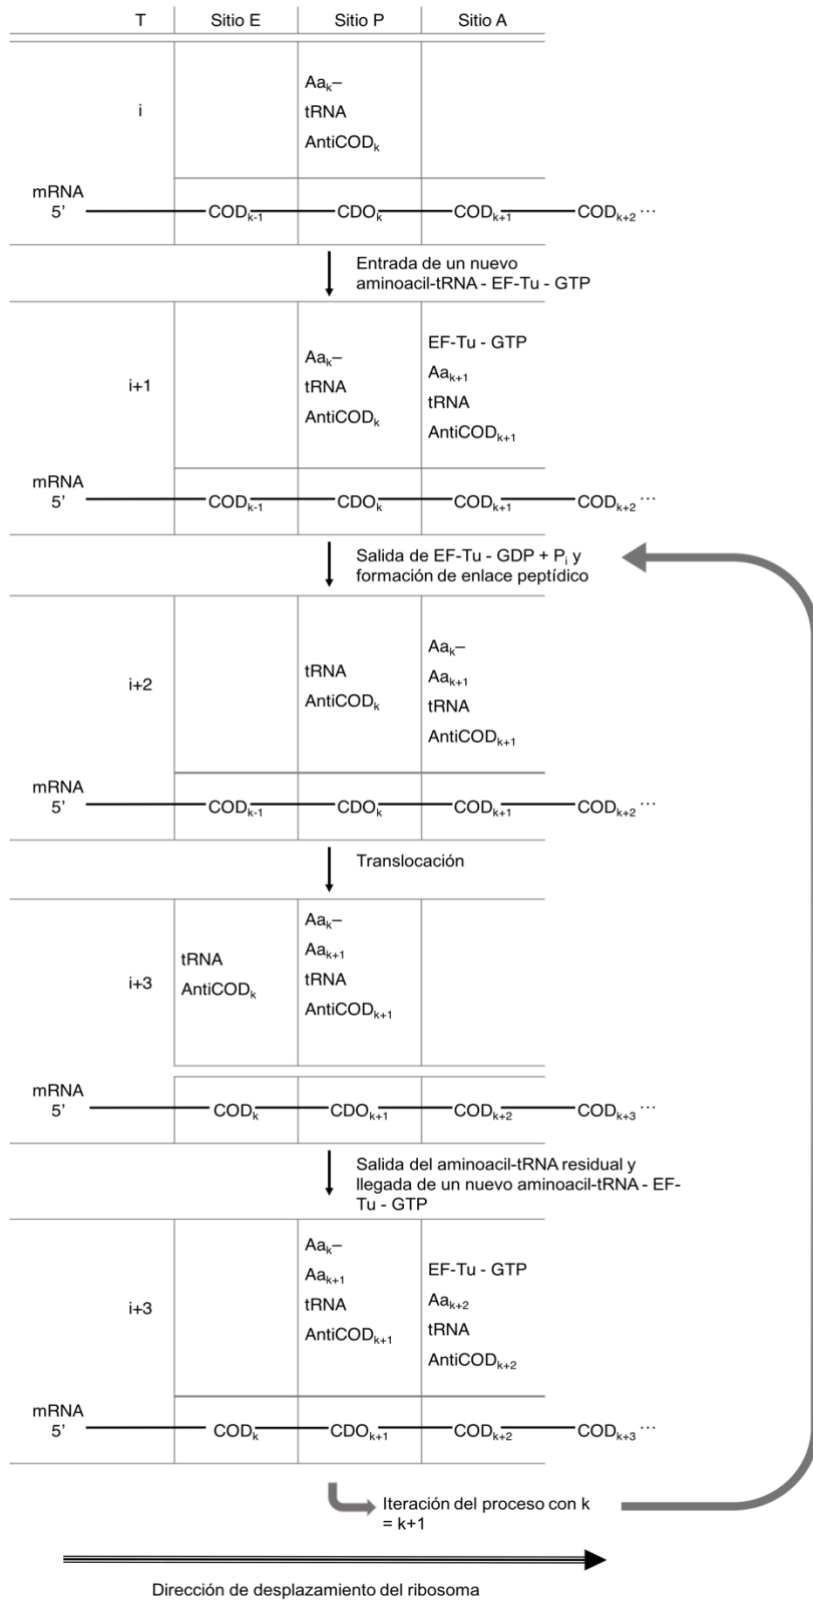 T Sitio E Sitio P Sitio A
Aaₖ–
i tRNA
AntiCODₖ
mRNA
5’ CODₖ₋₁ CDOₖ CODₖ₊₁ CODₖ₊₂ ...
Entrada de un nuevo
aminoacil-tRNA - EF-Tu - GTP
EF-Tu - GTP
Aaₖ– Aaₖ₊₁
i+1 tRNA tRNA
AntiCODₖ AntiCODₖ₊₁
mRNA
5’ CODₖ₋₁ CDOₖ CODₖ₊₁ CODₖ₊₂ ...
Salida de EF-Tu - GDP + Pᵢ y
formación de enlace peptídico
Aaₖ–
i+2 tRNA Aaₖ₊₁
AntiCODₖ tRNA
AntiCODₖ₊₁
mRNA
5’ CODₖ₋₁ CDOₖ CODₖ₊₁ CODₖ₊₂ ...
Translocación
Aaₖ–
tRNA Aaₖ₊₁
i+3 AntiCODₖ tRNA
AntiCODₖ₊₁
mRNA
5’ CODₖ CDOₖ₊₁ CODₖ₊₂ CODₖ₊₃ ...
Salida del aminoacil-tRNA residual y
llegada de un nuevo aminoacil-tRNA - EF-
Tu - GTP
Aaₖ– EF-Tu - GTP
Aaₖ₊₁ Aaₖ₊₂
i+3 tRNA tRNA
AntiCODₖ₊₁ AntiCODₖ₊₂
mRNA
5’ CODₖ CDOₖ₊₁ CODₖ₊₂ CODₖ₊₃ ...
Iteración del proceso con k
= k+1
Dirección de desplazamiento del ribosoma